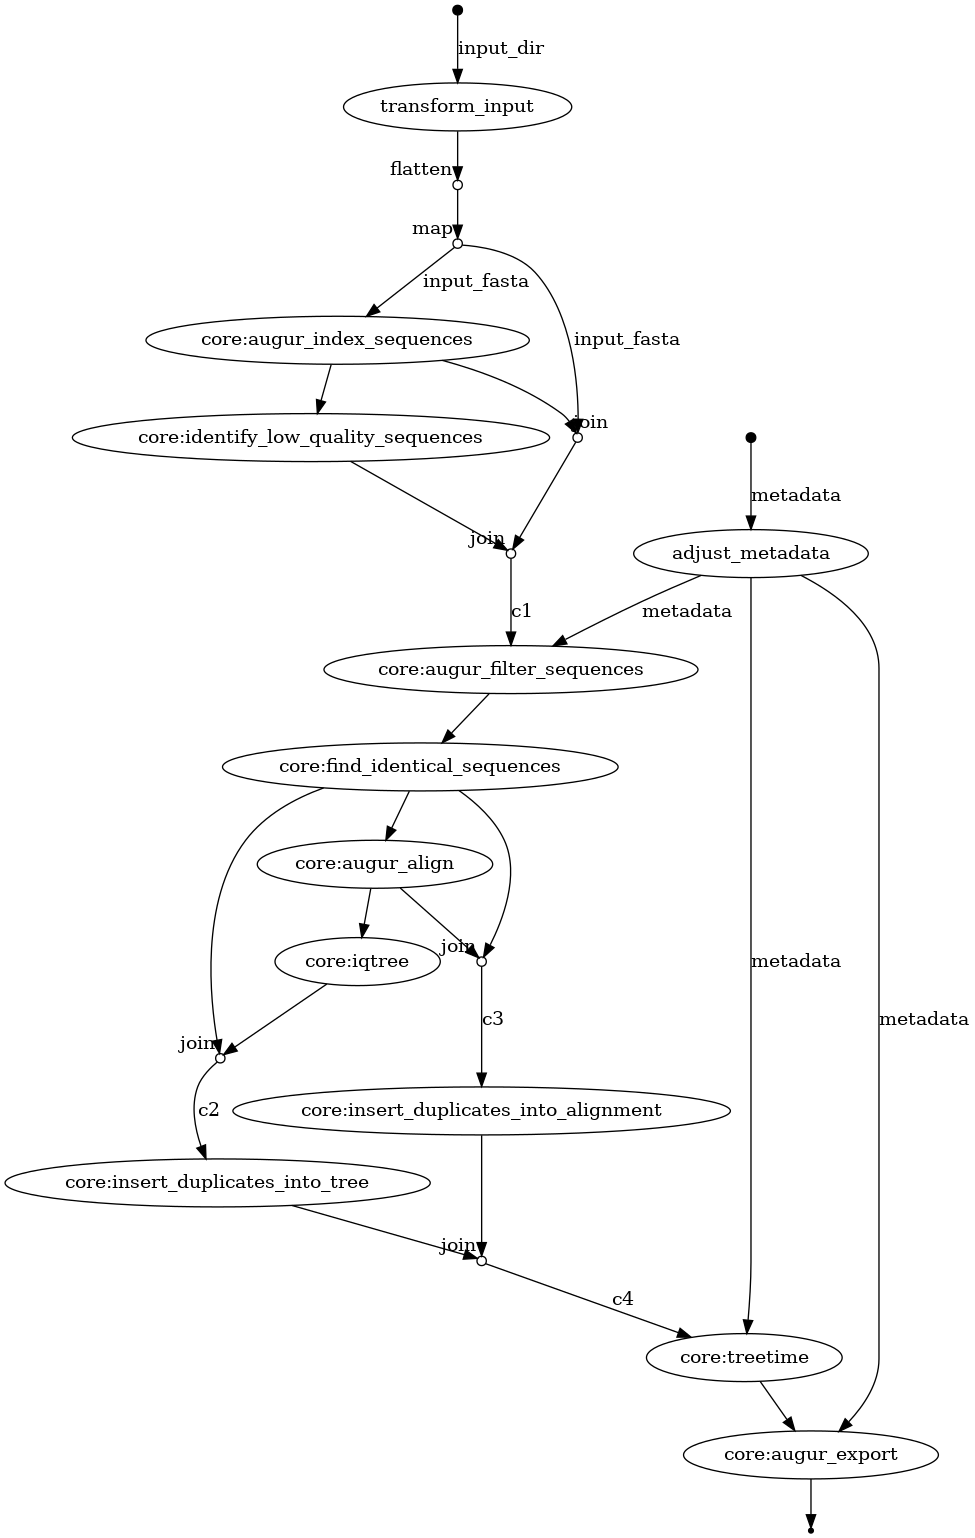 input_dir
transform_input
flatten
map
input_fasta
core:augur_index_sequences
input_fasta
join
core:identify_low_quality_sequences
metadata
join
adjust_metadata
c1
metadata
core:augur_filter_sequences
core:find_identical_sequences
core:augur_align
join
core:iqtree
metadata
c3
metadata
join
c2
core:insert_duplicates_into_alignment
core:insert_duplicates_into_tree
join
c4
core:treetime
core:augur_export